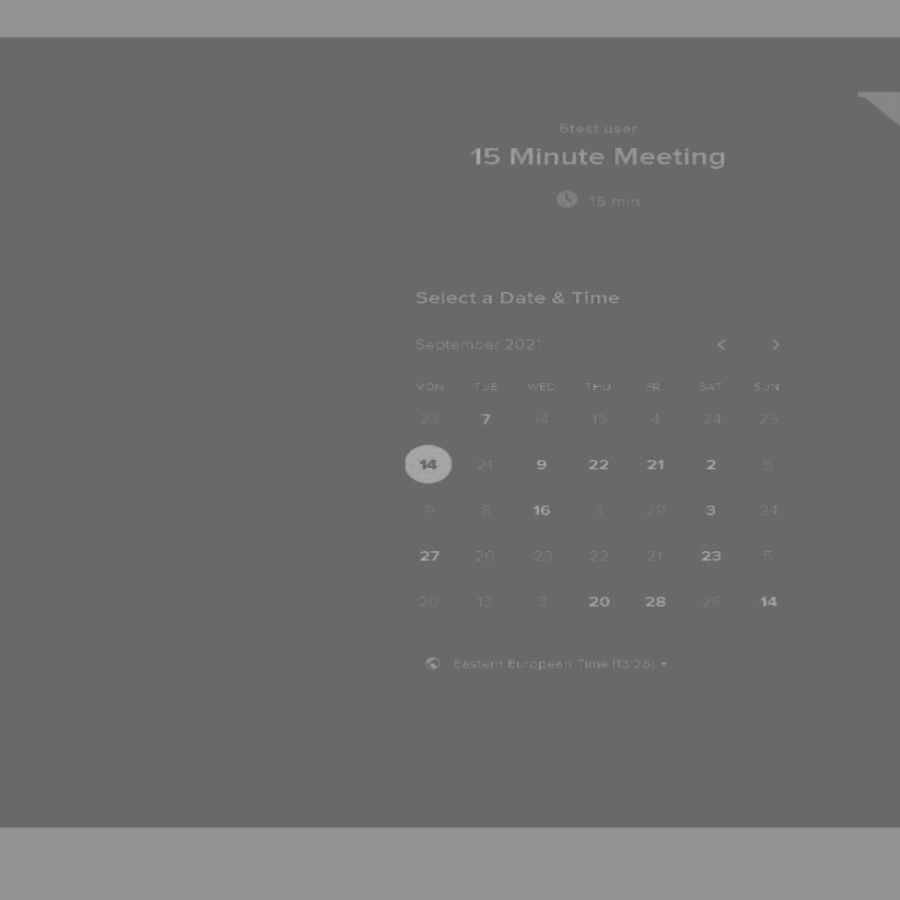 6test user
15 Minute Meeting
15 min
Select a Date & Time
September 2021
MON TUE WED THU FRI SAT SUN
23 7 14 15 4 24 25
14 21 9 22 21 2 5
9 8 16 3 29 3 24
27 20 23 22 21 23 5
20 13 3 20 28 26 14
Eastern European Time (13:26)